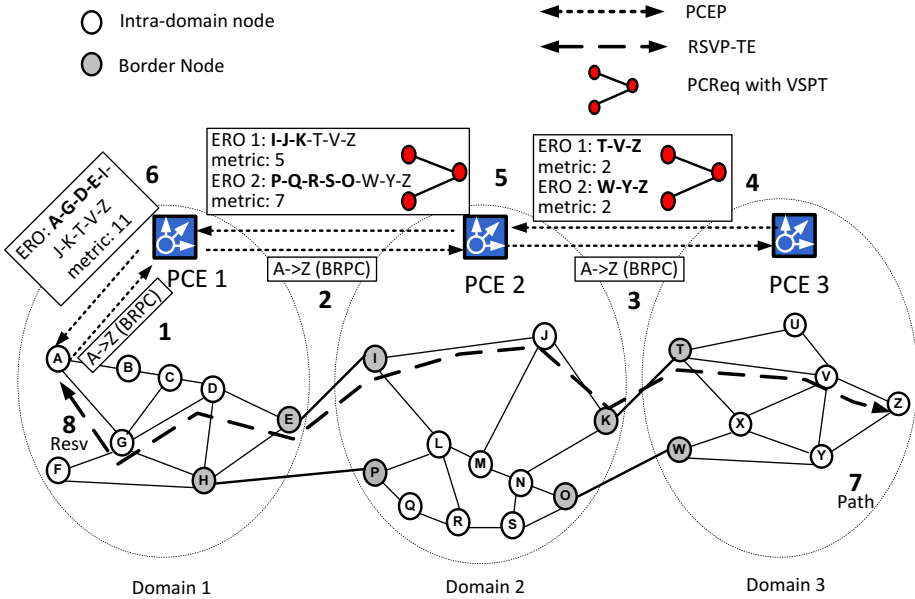 Intra-domain node
Border Node
PCEP
RSVP-TE
PCReq with VSPT
6
ERO 1: I-J-K-T-V-Z
metric: 5
ERO 2: P-Q-R-S-O-W-Y-Z
metric: 7
5
ERO 1: T-V-Z
metric: 2
ERO 2: W-Y-Z
metric: 2
4
ERO: A-G-D-E-I-
J-K-T-V-Z
metric: 11
PCE 1
A->Z (BRPC)
2
PCE 2
A->Z (BRPC)
3
PCE 3
A->Z (BRPC)
1
A
B
C
D
E
F
G
H
8
Resv
I
J
K
L
M
N
O
P
Q
R
S
T
U
V
W
X
Y
Z
7
Path
Domain 1
Domain 2
Domain 3